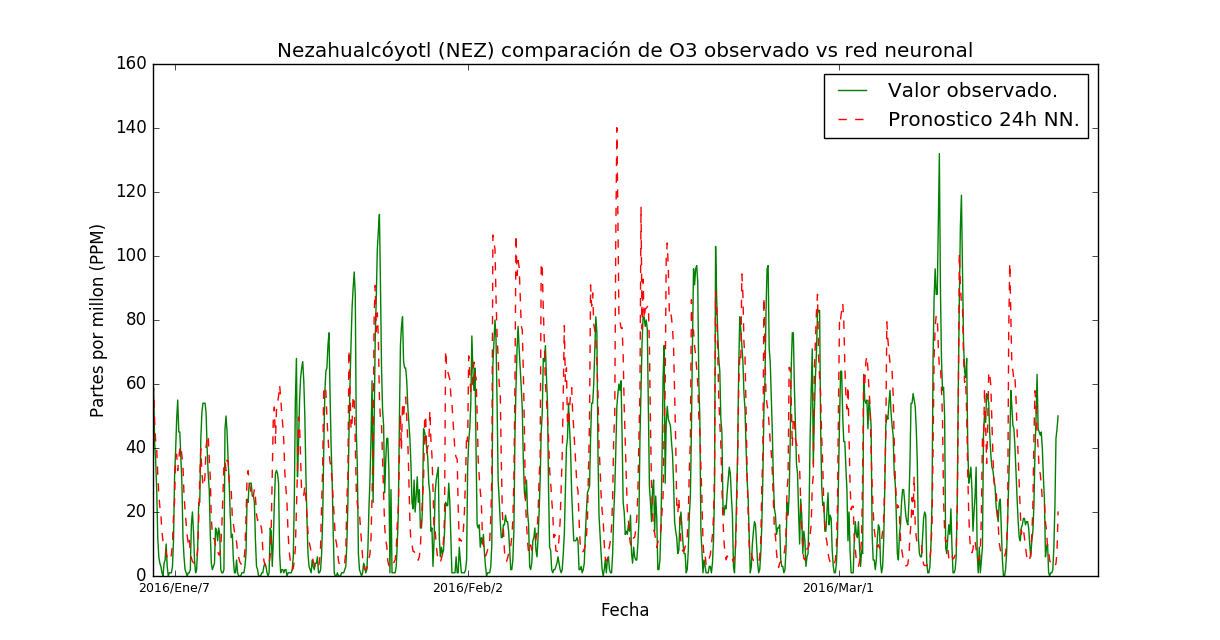 Nezahualcóyotl (NEZ) comparación de O3 observado vs red neuronal
Valor observado.
Pronostico 24h NN.
Partes por millon (PPM)
160
140
120
100
80
60
40
20
0
2016/Ene/7
2016/Feb/2
2016/Mar/1
Fecha